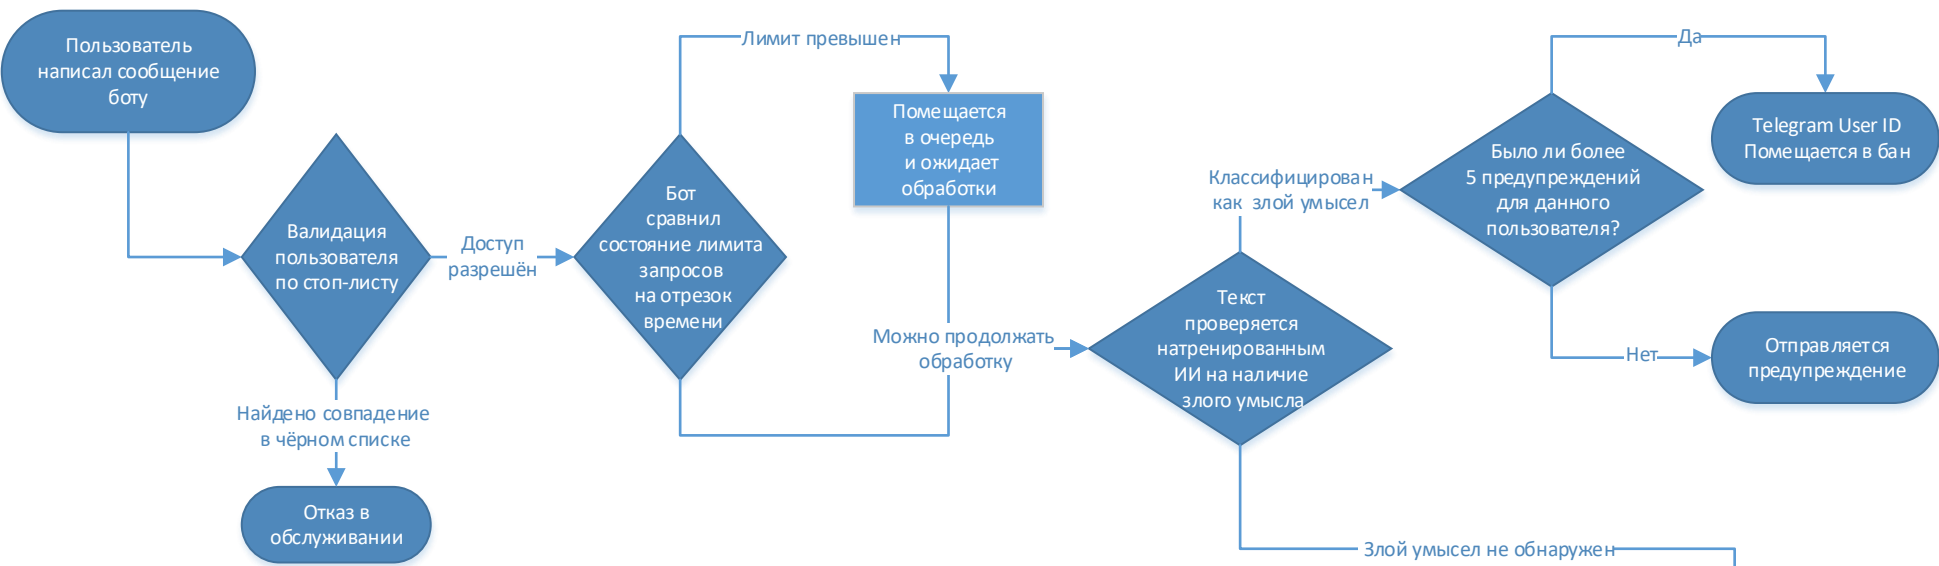 Пользователь
написал сообщение
боту
Валидация
пользователя
по стоп-листу
Доступ
разрешён
Найдено совпадение
в чёрном списке
Отказ в
обслуживании
Бот
сравнил
состояние лимита
запросов
на отрезок
времени
Лимит превышен
Помещается
в очередь
и ожидает
обработки
Можно продолжать
обработку
Текст
проверяется
натренированным
ИИ на наличие
злого умысла
Классифицирован
как злой умысел
Было ли более
5 предупреждений
для данного
пользователя?
Да
Telegram User ID
Помещается в бан
Нет
Отправляется
предупреждение
Злой умысел не обнаружен